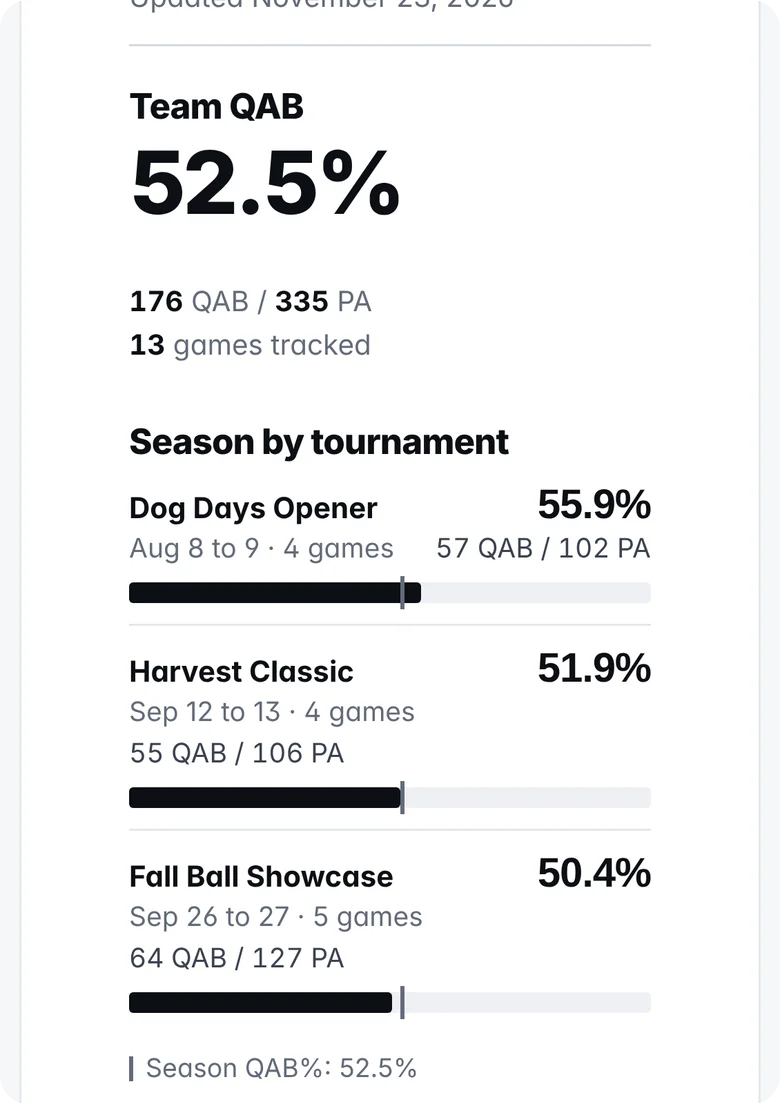 Team QAB
52.5%
176 QAB / 335 PA
13 games tracked
Season by tournament
Dog Days Opener 55.9%
Aug 8 to 9 · 4 games 57 QAB / 102 PA
Harvest Classic 51.9%
Sep 12 to 13 · 4 games
55 QAB / 106 PA
Fall Ball Showcase 50.4%
Sep 26 to 27 · 5 games
64 QAB / 127 PA
Season QAB%: 52.5%